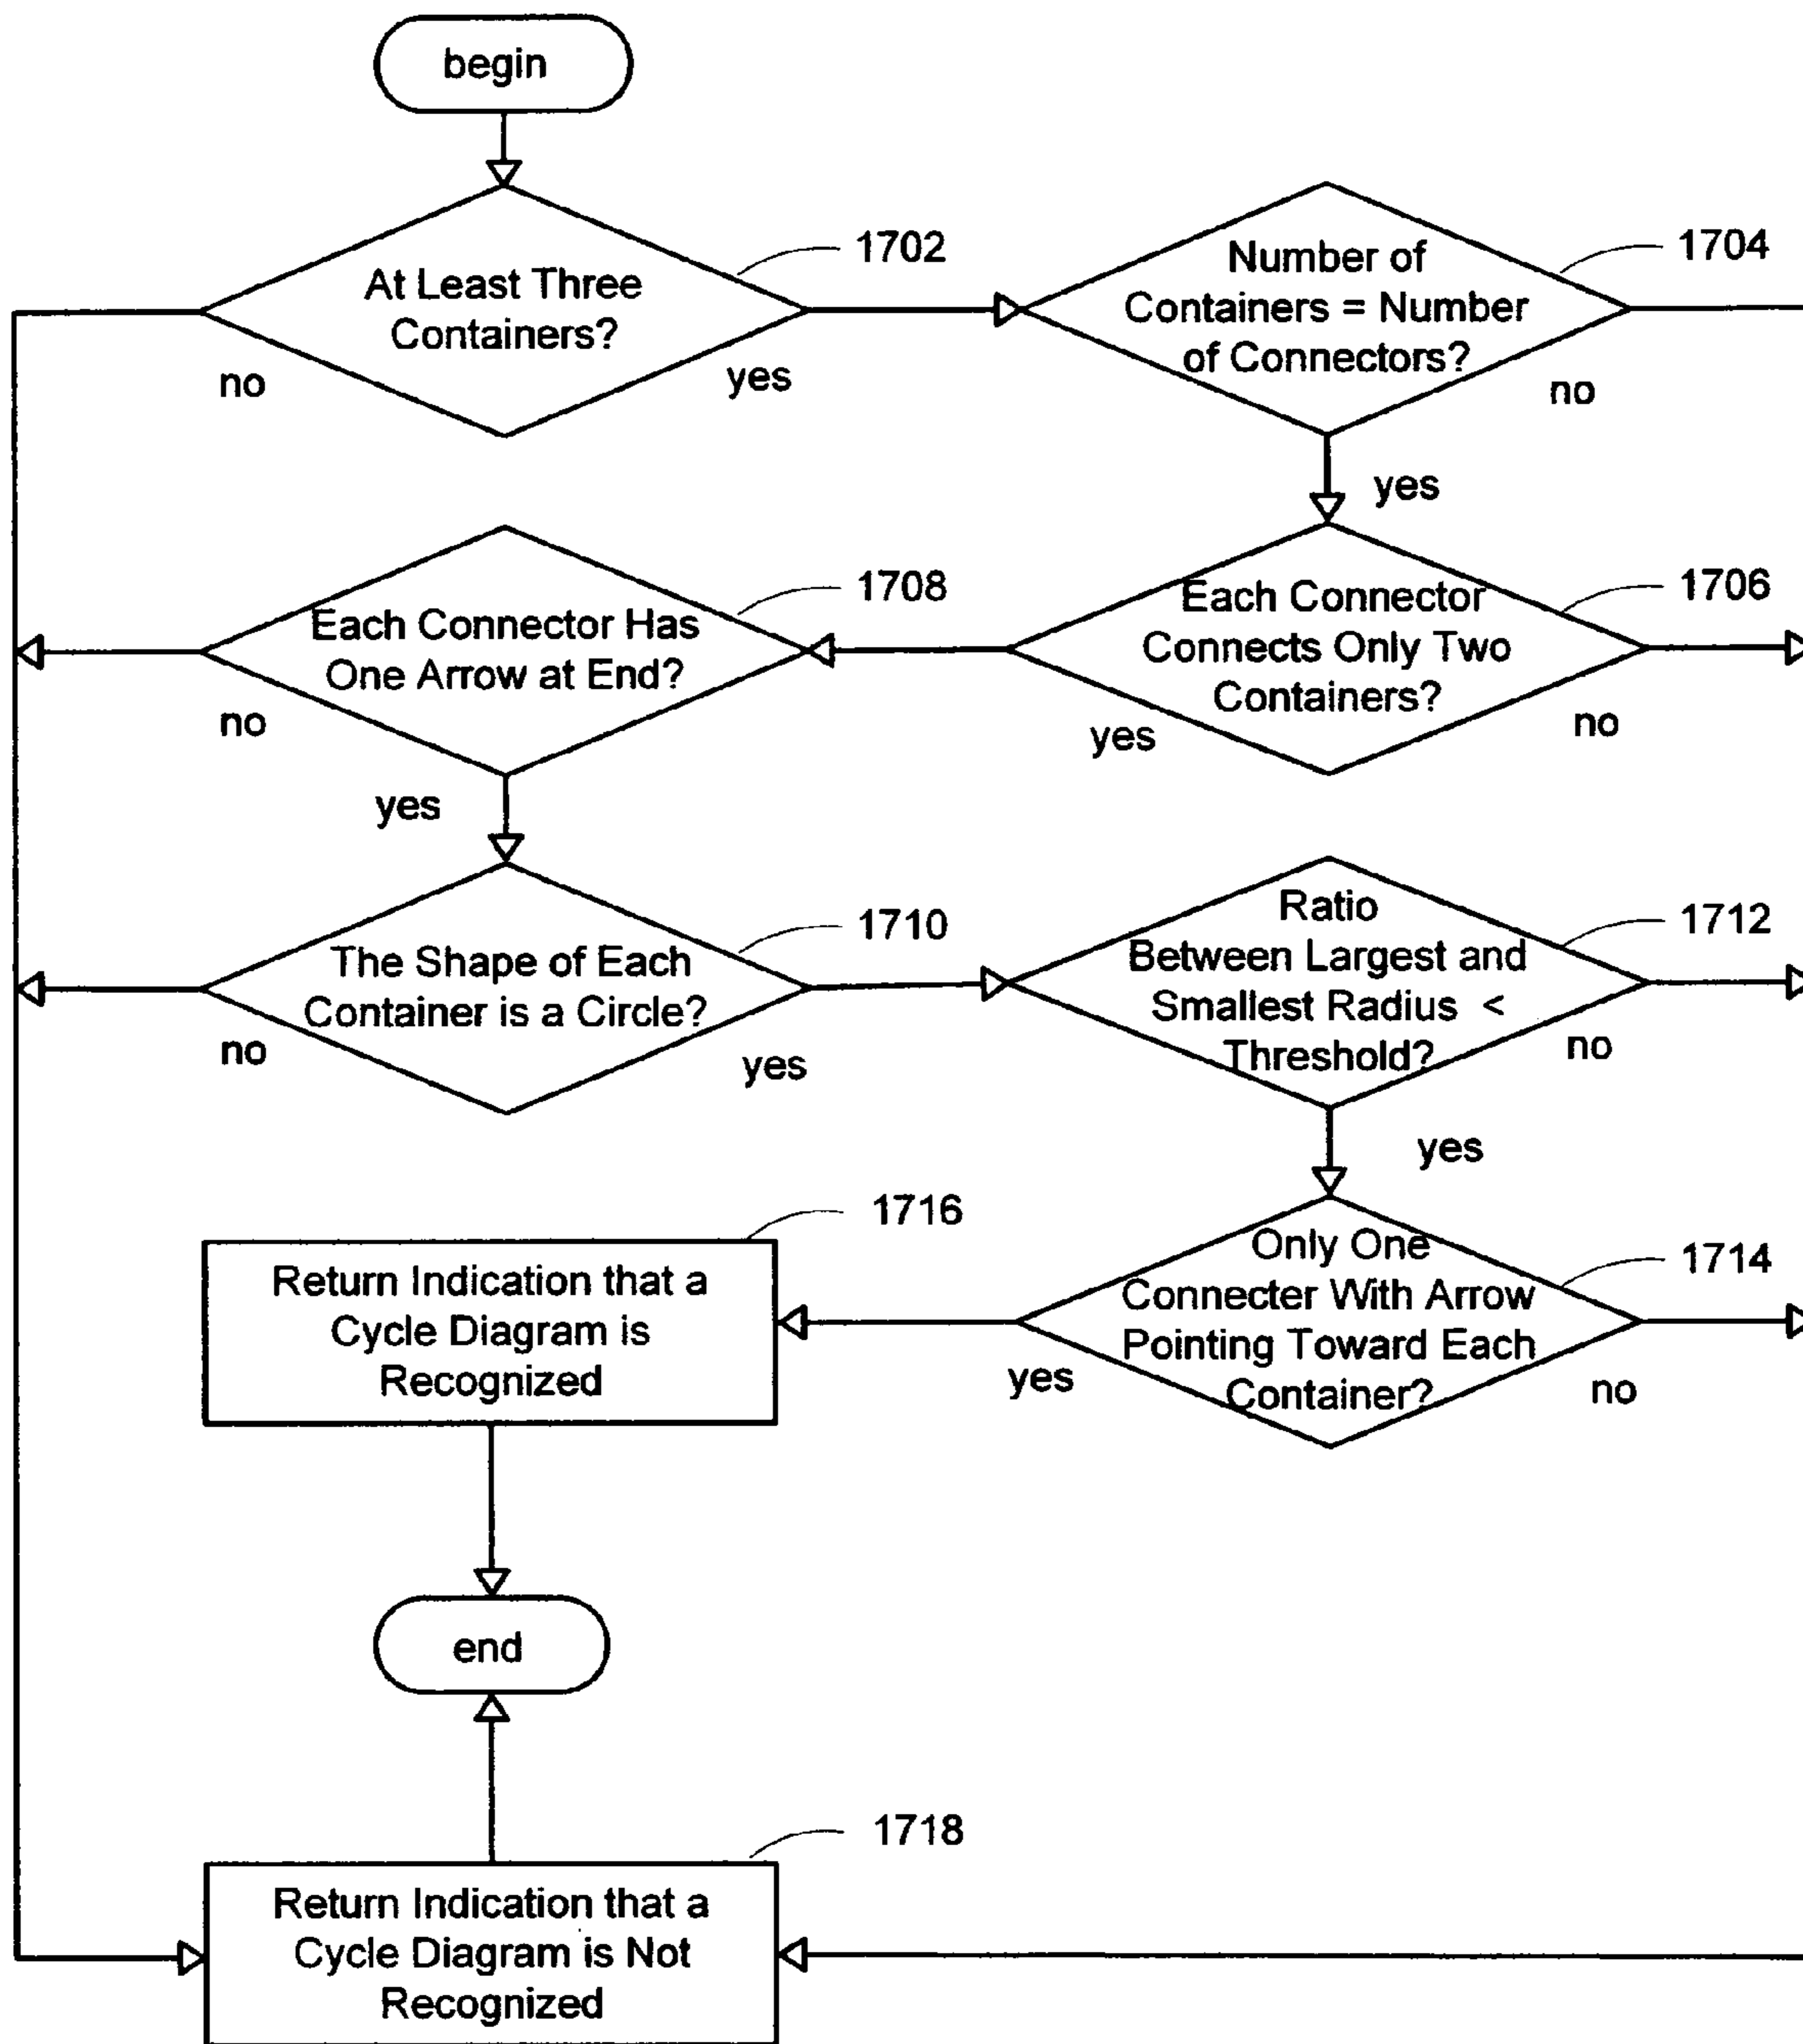 begin
1702
At Least Three
Containers?
no
yes
1704
Number of
Containers = Number
of Connectors?
no
yes
1706
Each Connector
Connects Only Two
Containers?
yes
no
1708
Each Connector Has
One Arrow at End?
no
yes
1710
The Shape of Each
Container is a Circle?
no
yes
1712
Ratio
Between Largest and
Smallest Radius <
Threshold?
no
yes
1714
Only One
Connecter With Arrow
Pointing Toward Each
Container?
yes
no
1716
Return Indication that a
Cycle Diagram is
Recognized
end
1718
Return Indication that a
Cycle Diagram is Not
Recognized